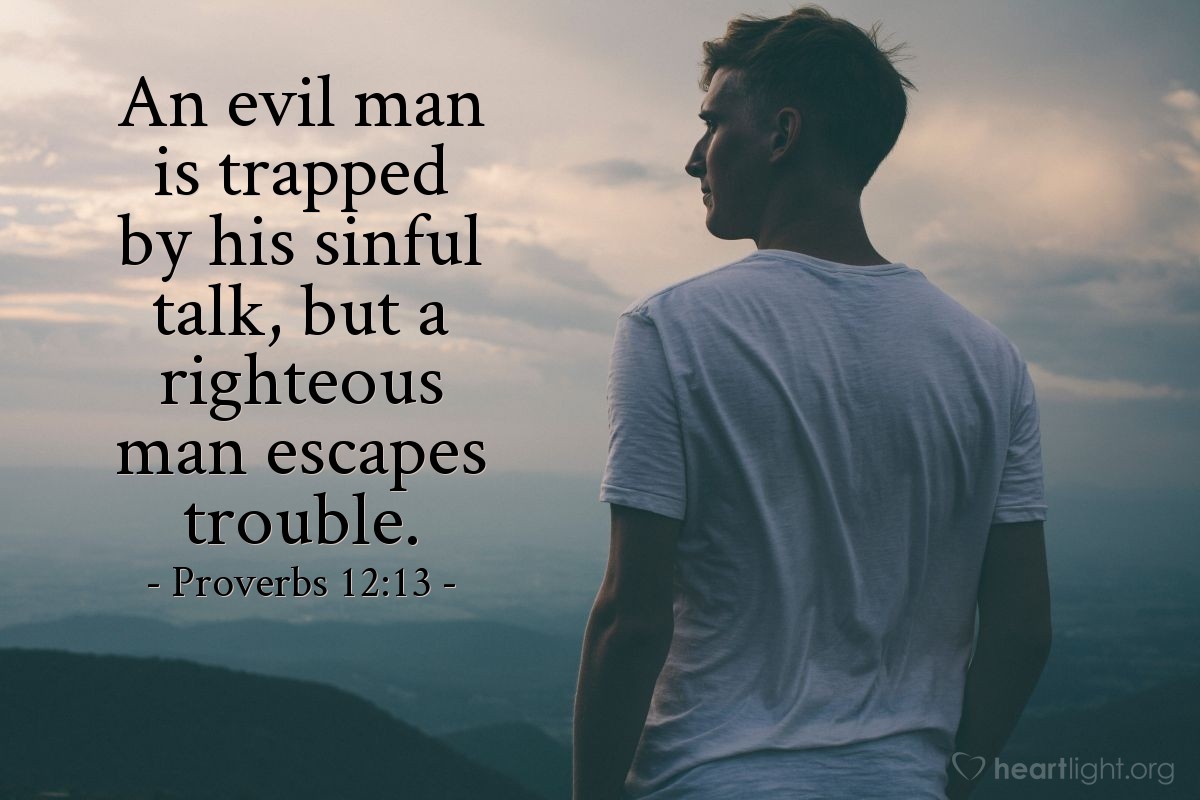 An evil man
is trapped
by his sinful
talk, but a
righteous
man escapes
trouble.
- Proverbs 12:13 -
heartlight.org